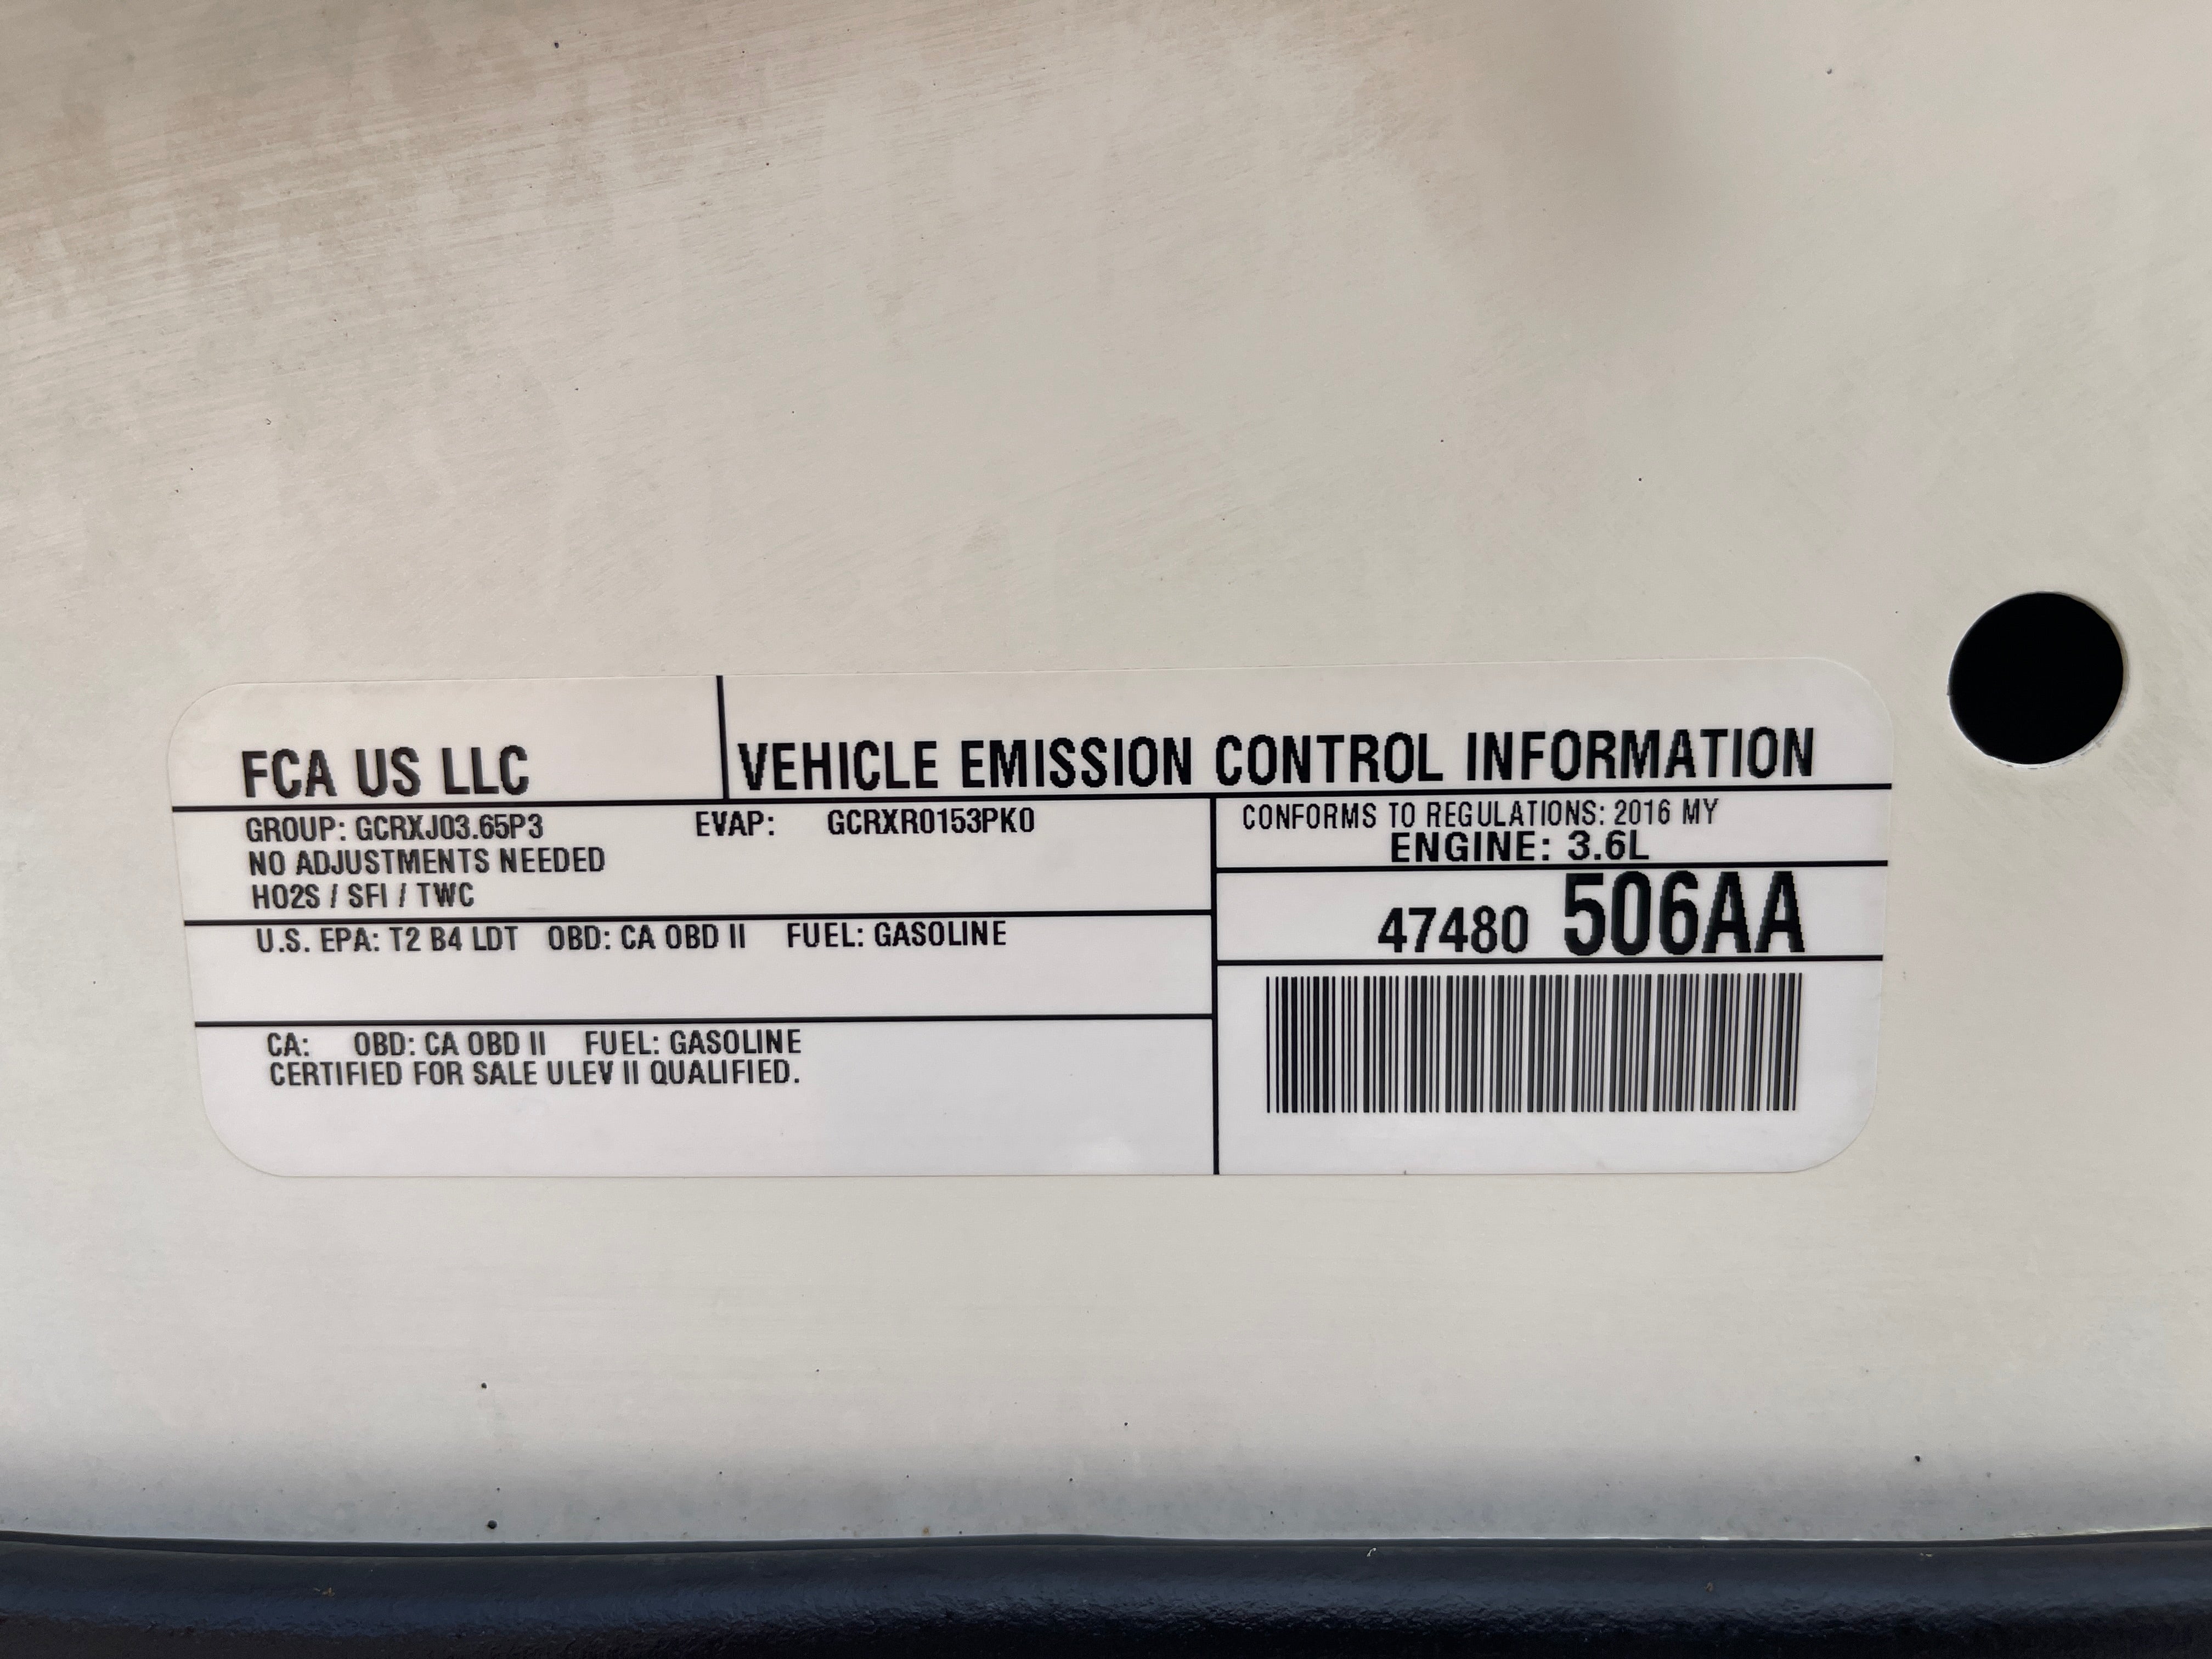 FCA US LLC
VEHICLE EMISSION CONTROL INFORMATION
GROUP: GCRXJ03.65P3 EVAP: GCRXR0153PK0
NO ADJUSTMENTS NEEDED
HO2S / SFI / TWC
U.S. EPA: T2 B4 LDT OBD: CA OBD II FUEL: GASOLINE
CA: OBD: CA OBD II FUEL: GASOLINE
CERTIFIED FOR SALE ULEV II QUALIFIED.
CONFORMS TO REGULATIONS: 2016 MY
ENGINE: 3.6L
47480 506AA